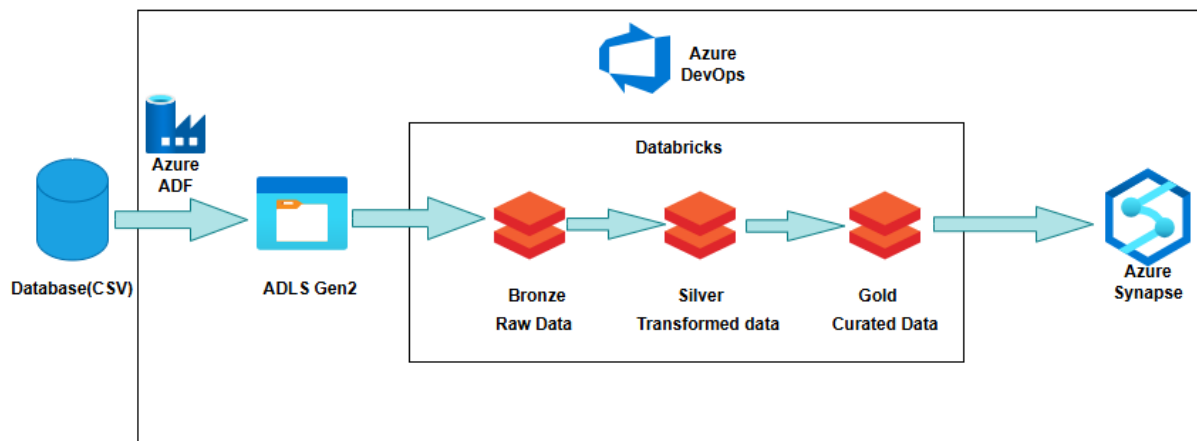 Azure
DevOps
Databricks
Azure
ADF
Database(CSV)
ADLS Gen2
Bronze
Raw Data
Silver
Transformed data
Gold
Curated Data
Azure
Synapse